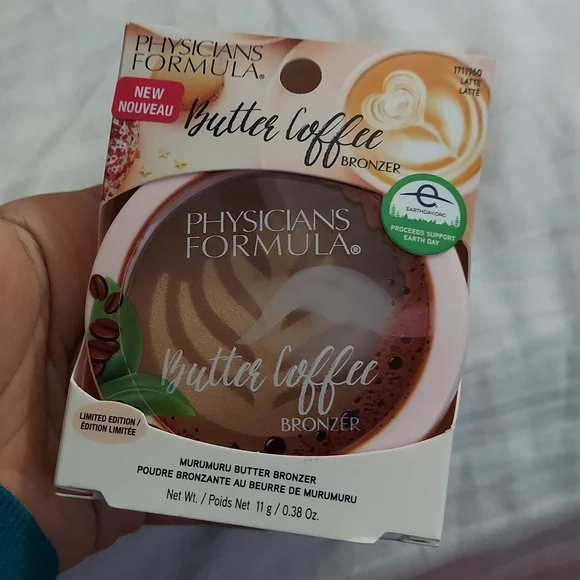 PHYSICIANS
FORMULA®
1711960
LATTE
LATTÉ
NEW
NOUVEAU
Butter Coffee
BRONZER
e
EARTHDAY.ORG
PROCEEDS SUPPORT
EARTH DAY
PHYSICIANS
FORMULA®
Butter Coffee
BRONZER
LIMITED EDITION /
ÉDITION LIMITÉE
MURUMURU BUTTER BRONZER
POUDRE BRONZANTE AU BEURRE DE MURUMURU
Net Wt. / Poids Net 11 g / 0.38 Oz.